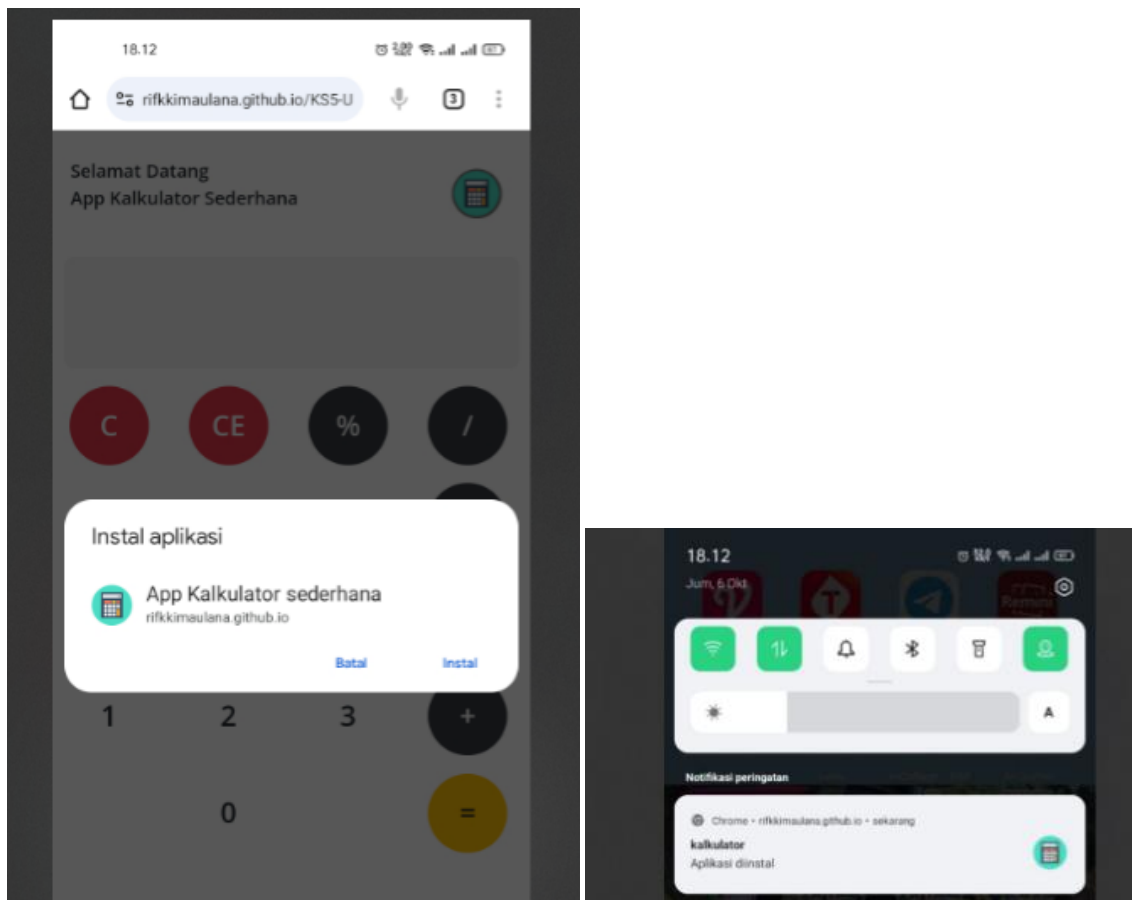 18.12
rifkkimaulana.github.io/KS5-U
3
Selamat Datang
App Kalkulator Sederhana
C CE % /
Instal aplikasi
App Kalkulator sederhana
rifkkimaulana.github.io
Batal Instal
1 2 3 +
0 =
18.12
Jum, 6 Okt
A
Notifikasi peringatan
Chrome • rifkkimaulana.github.io • sekarang
kalkulator
Aplikasi diinstal